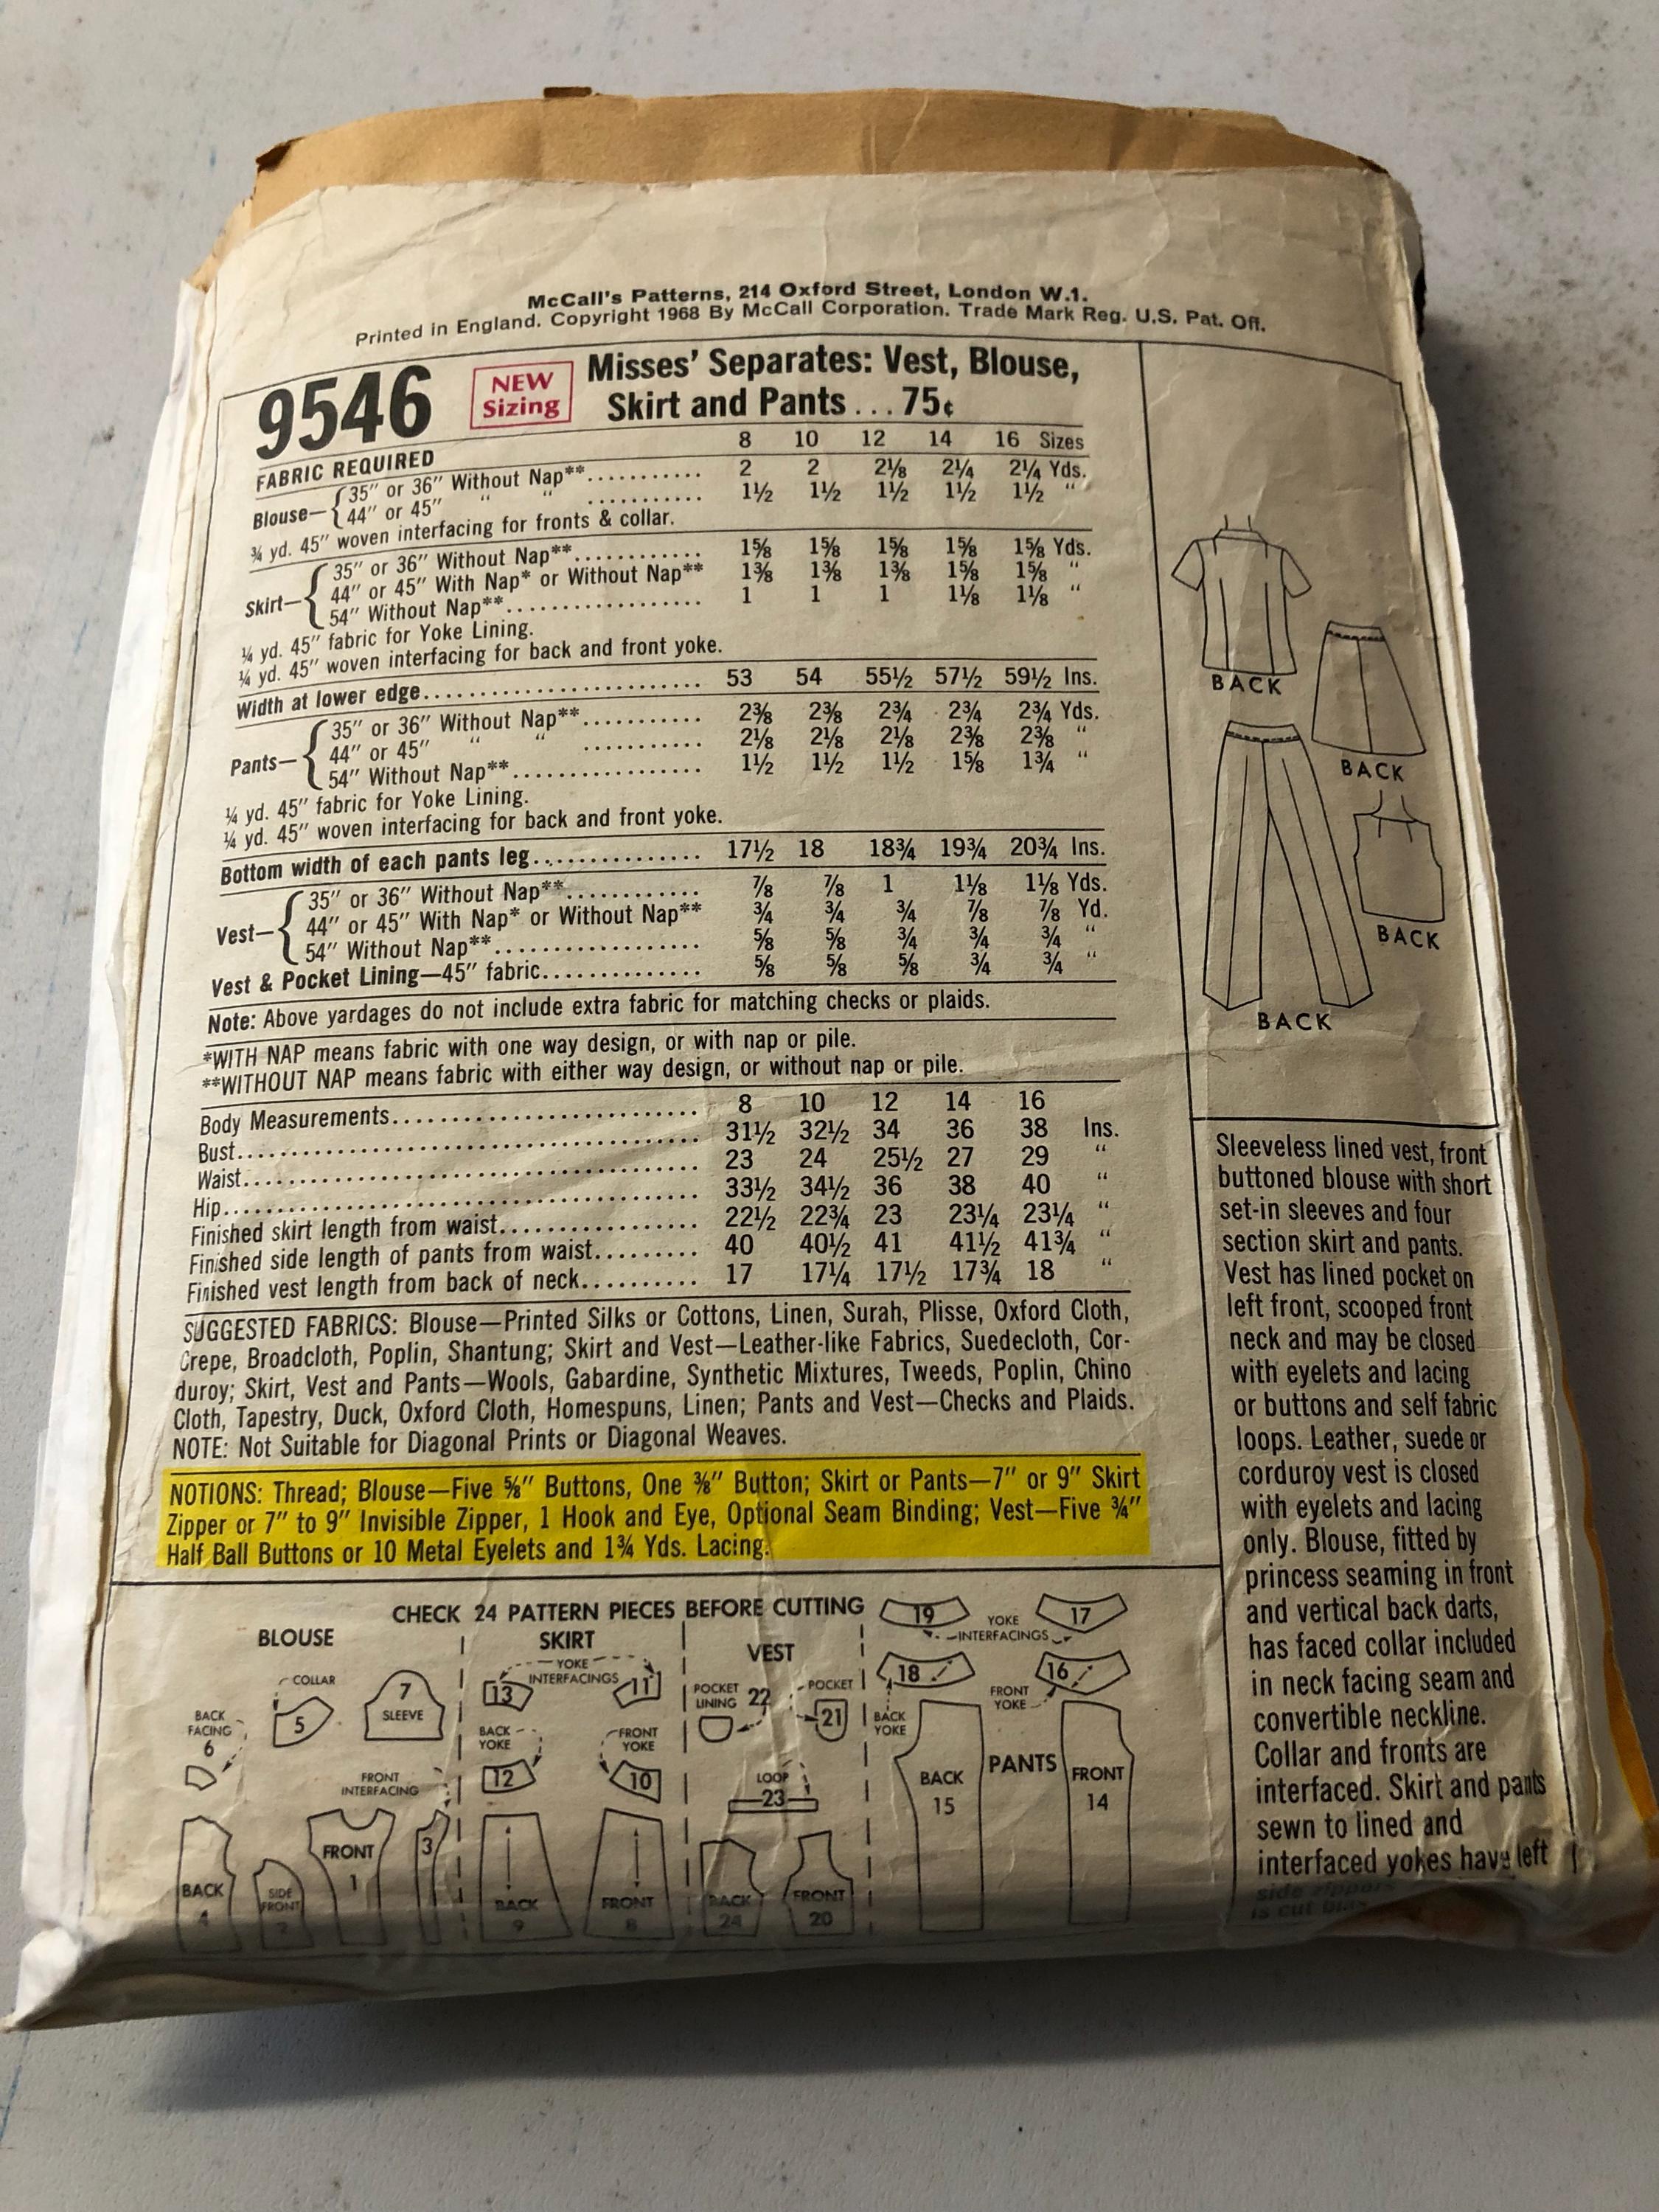 McCall's Patterns, 214 Oxford Street, London W.1.
Printed in England. Copyright 1968 By McCall Corporation. Trade Mark Reg. U.S. Pat. Off.
9546
NEW
Sizing
Misses' Separates: Vest, Blouse,
Skirt and Pants...75¢
FABRIC REQUIRED 8 10 12 14 16 Sizes
Blouse— 35" or 36" Without Nap**........... 2 2 2⅛ 2¼ 2¼ Yds.
44" or 45" " " ........... 1½ 1½ 1½ 1½ 1½ "
¾ yd. 45" woven interfacing for fronts & collar.
Skirt— 35" or 36" Without Nap**............ 1⅝ 1⅝ 1⅝ 1⅝ 1⅝ Yds.
44" or 45" With Nap* or Without Nap** 1⅜ 1⅜ 1⅜ 1⅝ 1⅝ "
54" Without Nap**.................. 1 1 1 1⅛ 1⅛ "
¼ yd. 45" fabric for Yoke Lining.
¼ yd. 45" woven interfacing for back and front yoke.
Width at lower edge......................... 53 54 55½ 57½ 59½ Ins.
Pants— 35" or 36" Without Nap**........... 2⅜ 2⅜ 2¾ 2¾ 2¾ Yds.
44" or 45" " " ........... 2⅛ 2⅛ 2⅛ 2⅜ 2⅜ "
54" Without Nap**................. 1½ 1½ 1½ 1⅝ 1¾ "
¼ yd. 45" fabric for Yoke Lining.
¼ yd. 45" woven interfacing for back and front yoke.
Bottom width of each pants leg............... 17½ 18 18¾ 19¾ 20¾ Ins.
Vest— 35" or 36" Without Nap**............ ⅞ ⅞ 1 1⅛ 1⅛ Yds.
44" or 45" With Nap* or Without Nap** ¾ ¾ ¾ ⅞ ⅞ Yd.
54" Without Nap**.................. ⅝ ⅝ ¾ ¾ ¾ "
Vest & Pocket Lining—45" fabric.............. ⅝ ⅝ ⅝ ¾ ¾ "
Note: Above yardages do not include extra fabric for matching checks or plaids.
*WITH NAP means fabric with one way design, or with nap or pile.
**WITHOUT NAP means fabric with either way design, or without nap or pile.
Body Measurements........................... 8 10 12 14 16
Bust........................................ 31½ 32½ 34 36 38 Ins.
Waist....................................... 23 24 25½ 27 29 "
Hip......................................... 33½ 34½ 36 38 40 "
Finished skirt length from waist................ 22½ 22¾ 23 23¼ 23¼ "
Finished side length of pants from waist......... 40 40½ 41 41½ 41¾ "
Finished vest length from back of neck.......... 17 17¼ 17½ 17¾ 18 "
SUGGESTED FABRICS: Blouse—Printed Silks or Cottons, Linen, Surah, Plisse, Oxford Cloth,
Crepe, Broadcloth, Poplin, Shantung; Skirt and Vest—Leather-like Fabrics, Suedecloth, Cor-
duroy; Skirt, Vest and Pants—Wools, Gabardine, Synthetic Mixtures, Tweeds, Poplin, Chino
Cloth, Tapestry, Duck, Oxford Cloth, Homespuns, Linen; Pants and Vest—Checks and Plaids.
NOTE: Not Suitable for Diagonal Prints or Diagonal Weaves.
NOTIONS: Thread; Blouse—Five ⅝" Buttons, One ⅜" Button; Skirt or Pants—7" or 9" Skirt
Zipper or 7" to 9" Invisible Zipper, 1 Hook and Eye, Optional Seam Binding; Vest—Five ¾"
Half Ball Buttons or 10 Metal Eyelets and 1¾ Yds. Lacing.
BACK
BACK
BACK
BACK
Sleeveless lined vest, front
buttoned blouse with short
set-in sleeves and four
section skirt and pants.
Vest has lined pocket on
left front, scooped front
neck and may be closed
with eyelets and lacing
or buttons and self fabric
loops. Leather, suede or
corduroy vest is closed
with eyelets and lacing
only. Blouse, fitted by
princess seaming in front
and vertical back darts,
has faced collar included
in neck facing seam and
convertible neckline.
Collar and fronts are
interfaced. Skirt and pants
sewn to lined and
interfaced yokes have left
side zippers
is cut
CHECK 24 PATTERN PIECES BEFORE CUTTING
BLOUSE
COLLAR
5
7
SLEEVE
BACK
FACING
6
FRONT
INTERFACING
BACK
4
SIDE
FRONT
2
FRONT
1
3
SKIRT
YOKE
INTERFACINGS
13
11
BACK
YOKE
12
FRONT
YOKE
10
BACK
9
FRONT
8
VEST
POCKET
LINING
22
POCKET
21
LOOP
23
BACK
24
FRONT
20
19
YOKE
INTERFACINGS
17
18
16
BACK
YOKE
FRONT
YOKE
PANTS
BACK
15
FRONT
14